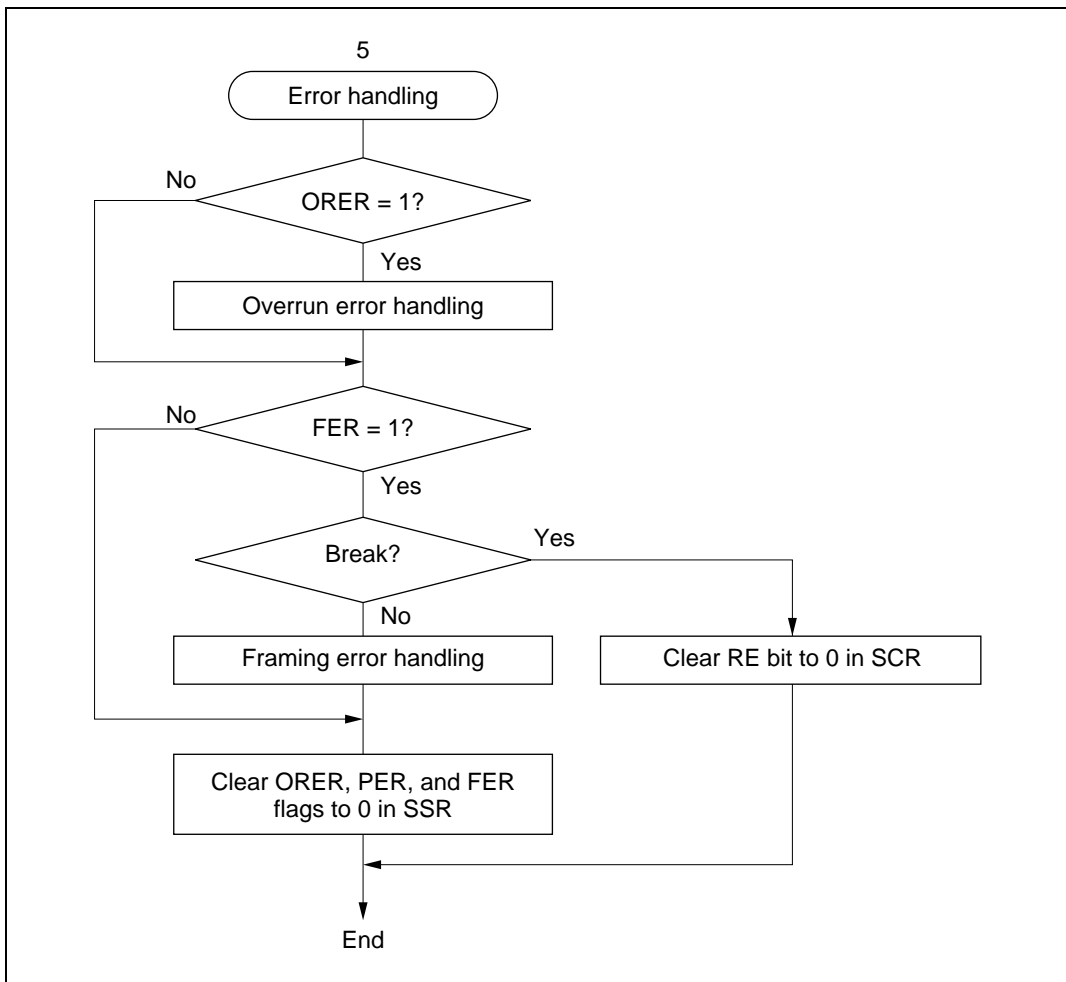 5
Error handling
No
ORER = 1?
Yes
Overrun error handling
No
FER = 1?
Yes
Break?
Yes
No
Framing error handling
Clear RE bit to 0 in SCR
Clear ORER, PER, and FER
flags to 0 in SSR
End